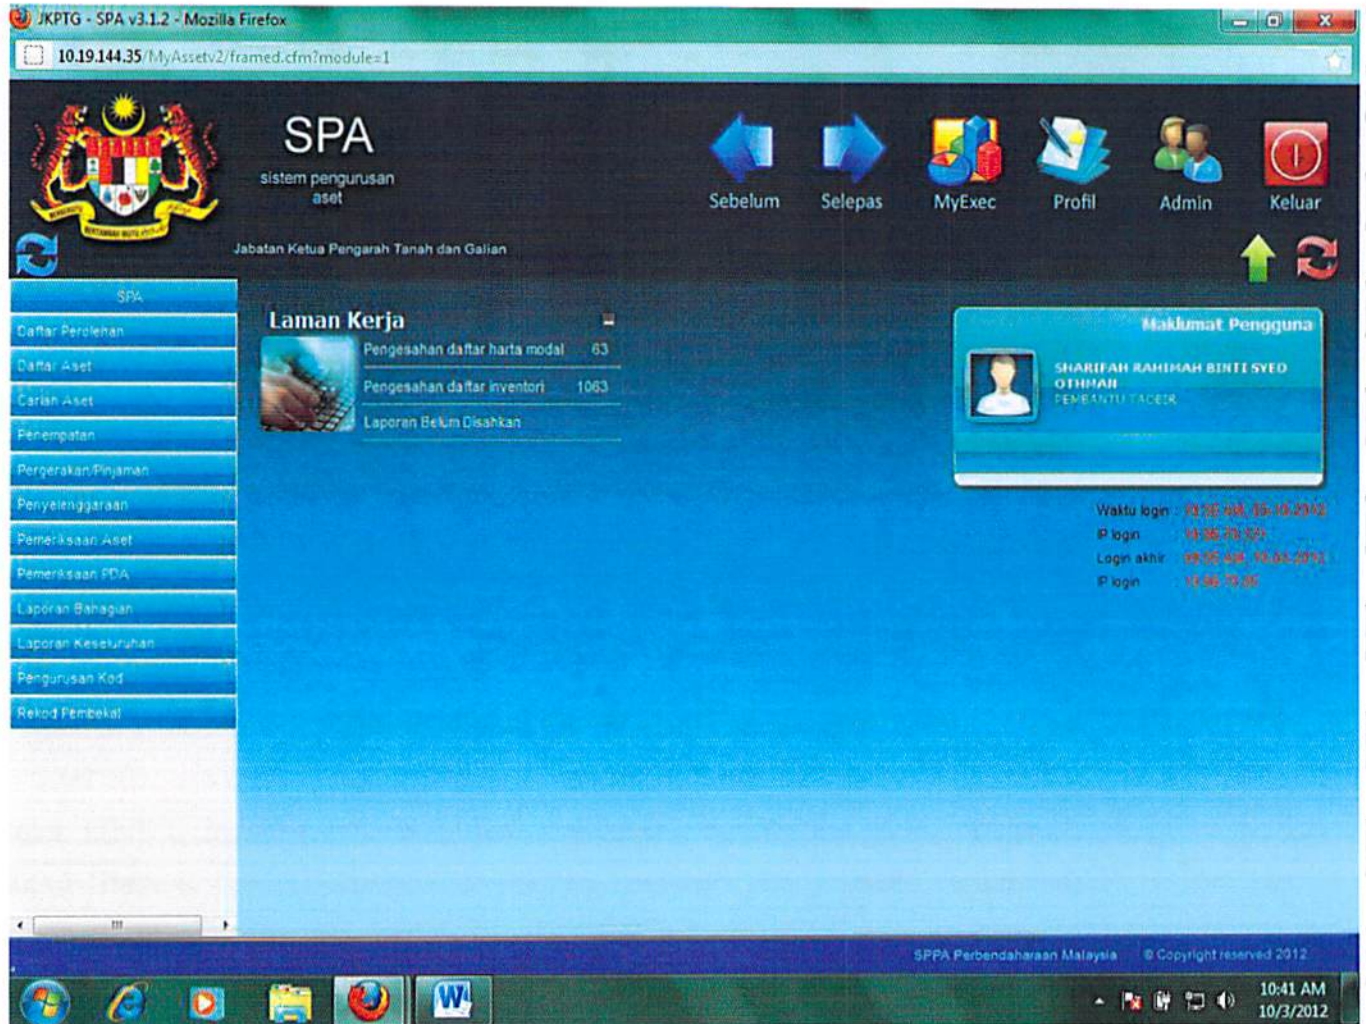 JKPTG - SPA v3.1.2 - Mozilla Firefox
10.19.144.35/MyAssetv2/framed.cfm?module=1
SPA
sistem pengurusan
aset
Jabatan Ketua Pengarah Tanah dan Galian
Sebelum
Selepas
MyExec
Profil
Admin
Keluar
SPA
Daftar Perolehan
Daftar Aset
Carian Aset
Penempatan
Pergerakan/Pinjaman
Penyelenggaraan
Pemeriksaan Aset
Pemeriksaan PDA
Laporan Bahagian
Laporan Keseluruhan
Pengurusan Kod
Rekod Pembekal
Laman Kerja
Pengesahan daftar harta modal 63
Pengesahan daftar inventori 1063
Laporan Belum Disahkan
Maklumat Pengguna
SHARIFAH RAHIMAH BINTI SYED
OTHMAN
PEMBANTU TADBIR
Waktu login :
IP login :
Login akhir :
IP login :
SPPA Perbendaharaan Malaysia © Copyright reserved 2012
W
10:41 AM
10/3/2012